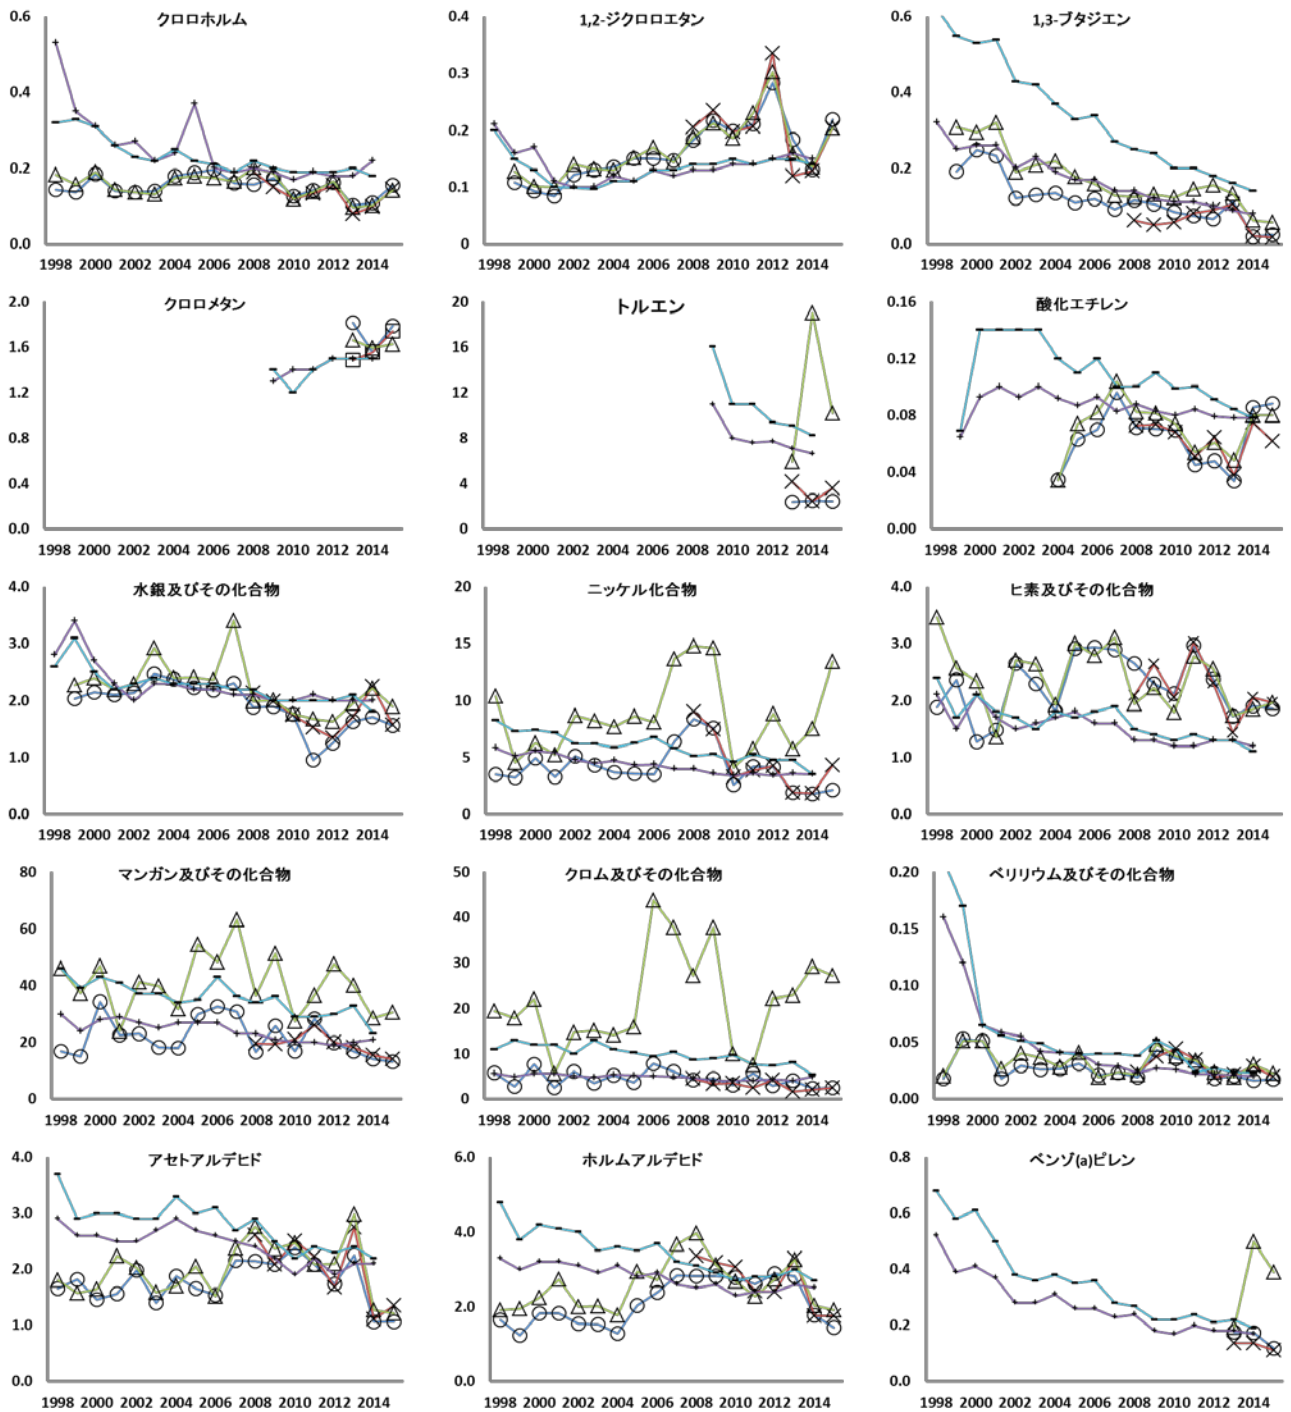 クロロホルム
0.6
0.4
0.2
0.0
1998 2000 2002 2004 2006 2008 2010 2012 2014
1,2-ジクロロエタン
0.4
0.3
0.2
0.1
0
1998 2000 2002 2004 2006 2008 2010 2012 2014
1,3-ブタジエン
0.6
0.4
0.2
0.0
1998 2000 2002 2004 2006 2008 2010 2012 2014
クロロメタン
2.0
1.6
1.2
0.8
0.4
0.0
1998 2000 2002 2004 2006 2008 2010 2012 2014
トルエン
20
16
12
8
4
0
1998 2000 2002 2004 2006 2008 2010 2012 2014
酸化エチレン
0.16
0.12
0.08
0.04
0.00
1998 2000 2002 2004 2006 2008 2010 2012 2014
水銀及びその化合物
4.0
3.0
2.0
1.0
0.0
1998 2000 2002 2004 2006 2008 2010 2012 2014
ニッケル化合物
20
15
10
5
0
1998 2000 2002 2004 2006 2008 2010 2012 2014
ヒ素及びその化合物
4.0
3.0
2.0
1.0
0.0
1998 2000 2002 2004 2006 2008 2010 2012 2014
マンガン及びその化合物
80
60
40
20
0
1998 2000 2002 2004 2006 2008 2010 2012 2014
クロム及びその化合物
50
40
30
20
10
0
1998 2000 2002 2004 2006 2008 2010 2012 2014
ベリリウム及びその化合物
0.20
0.15
0.10
0.05
0.00
1998 2000 2002 2004 2006 2008 2010 2012 2014
アセトアルデヒド
4.0
3.0
2.0
1.0
0.0
1998 2000 2002 2004 2006 2008 2010 2012 2014
ホルムアルデヒド
6.0
4.0
2.0
0.0
1998 2000 2002 2004 2006 2008 2010 2012 2014
ベンゾ(a)ピレン
0.8
0.6
0.4
0.2
0.0
1998 2000 2002 2004 2006 2008 2010 2012 2014